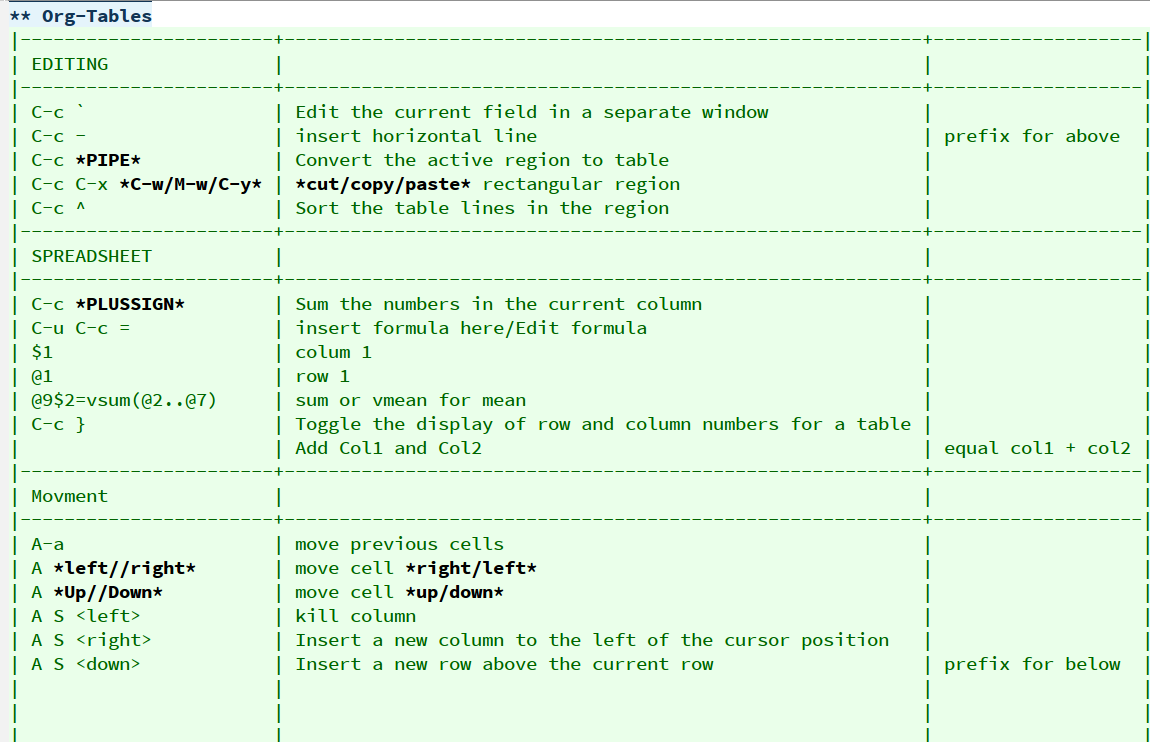 ** Org-Tables
|-----------------------+----------------------------------------------------------+-------------------|
| EDITING               |                                                          |                   |
|-----------------------+----------------------------------------------------------+-------------------|
| C-c `                 | Edit the current field in a separate window              |                   |
| C-c -                 | insert horizontal line                                   | prefix for above  |
| C-c *PIPE*            | Convert the active region to table                       |                   |
| C-c C-x *C-w/M-w/C-y* | *cut/copy/paste* rectangular region                      |                   |
| C-c ^                 | Sort the table lines in the region                       |                   |
|-----------------------+----------------------------------------------------------+-------------------|
| SPREADSHEET           |                                                          |                   |
|-----------------------+----------------------------------------------------------+-------------------|
| C-c *PLUSSIGN*        | Sum the numbers in the current column                    |                   |
| C-u C-c =             | insert formula here/Edit formula                         |                   |
| $1                    | colum 1                                                  |                   |
| @1                    | row 1                                                    |                   |
| @9$2=vsum(@2..@7)     | sum or vmean for mean                                    |                   |
| C-c }                 | Toggle the display of row and column numbers for a table |                   |
|                       | Add Col1 and Col2                                        | equal col1 + col2 |
|-----------------------+----------------------------------------------------------+-------------------|
| Movment               |                                                          |                   |
|-----------------------+----------------------------------------------------------+-------------------|
| A-a                   | move previous cells                                      |                   |
| A *left//right*       | move cell *right/left*                                   |                   |
| A *Up//Down*          | move cell *up/down*                                      |                   |
| A S <left>            | kill column                                              |                   |
| A S <right>           | Insert a new column to the left of the cursor position   |                   |
| A S <down>            | Insert a new row above the current row                   | prefix for below  |
|                       |                                                          |                   |
|                       |                                                          |                   |
|                       |                                                          |                   |